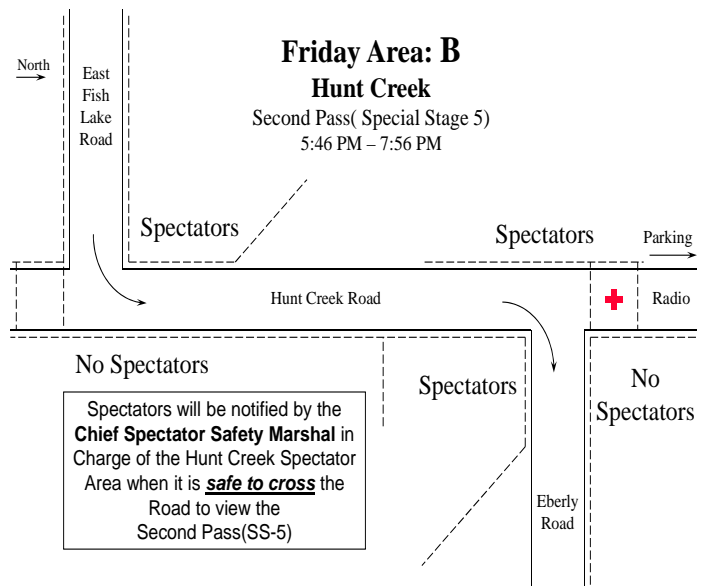 Friday Area: B
Hunt Creek
Second Pass( Special Stage 5)
5:46 PM – 7:56 PM
North
East
Fish
Lake
Road
Spectators
Spectators
Parking
Hunt Creek Road
Radio
No Spectators
Spectators
No
Spectators
Spectators will be notified by the
Chief Spectator Safety Marshal in
Charge of the Hunt Creek Spectator
Area when it is safe to cross the
Road to view the
Second Pass(SS-5)
Eberly
Road